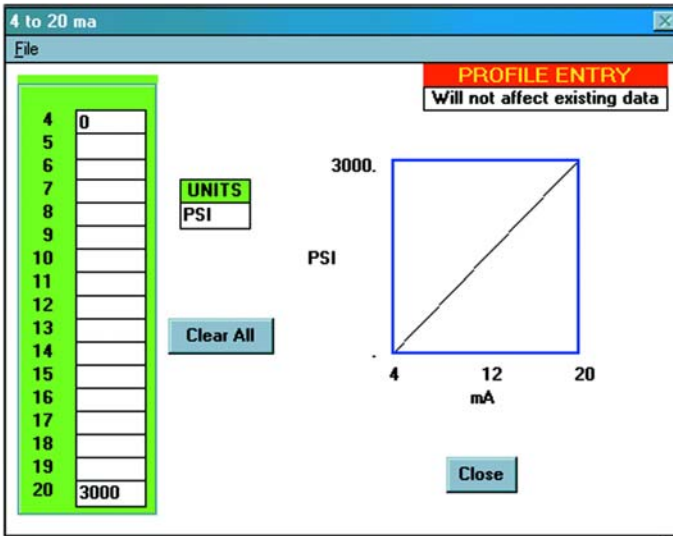 4 to 20 ma
File
PROFILE ENTRY
Will not affect existing data
4 0
5
6
7
8
9
10
11
12
13
14
15
16
17
18
19
20 3000
UNITS
PSI
Clear All
3000.
PSI
.
4 12 20
mA
Close